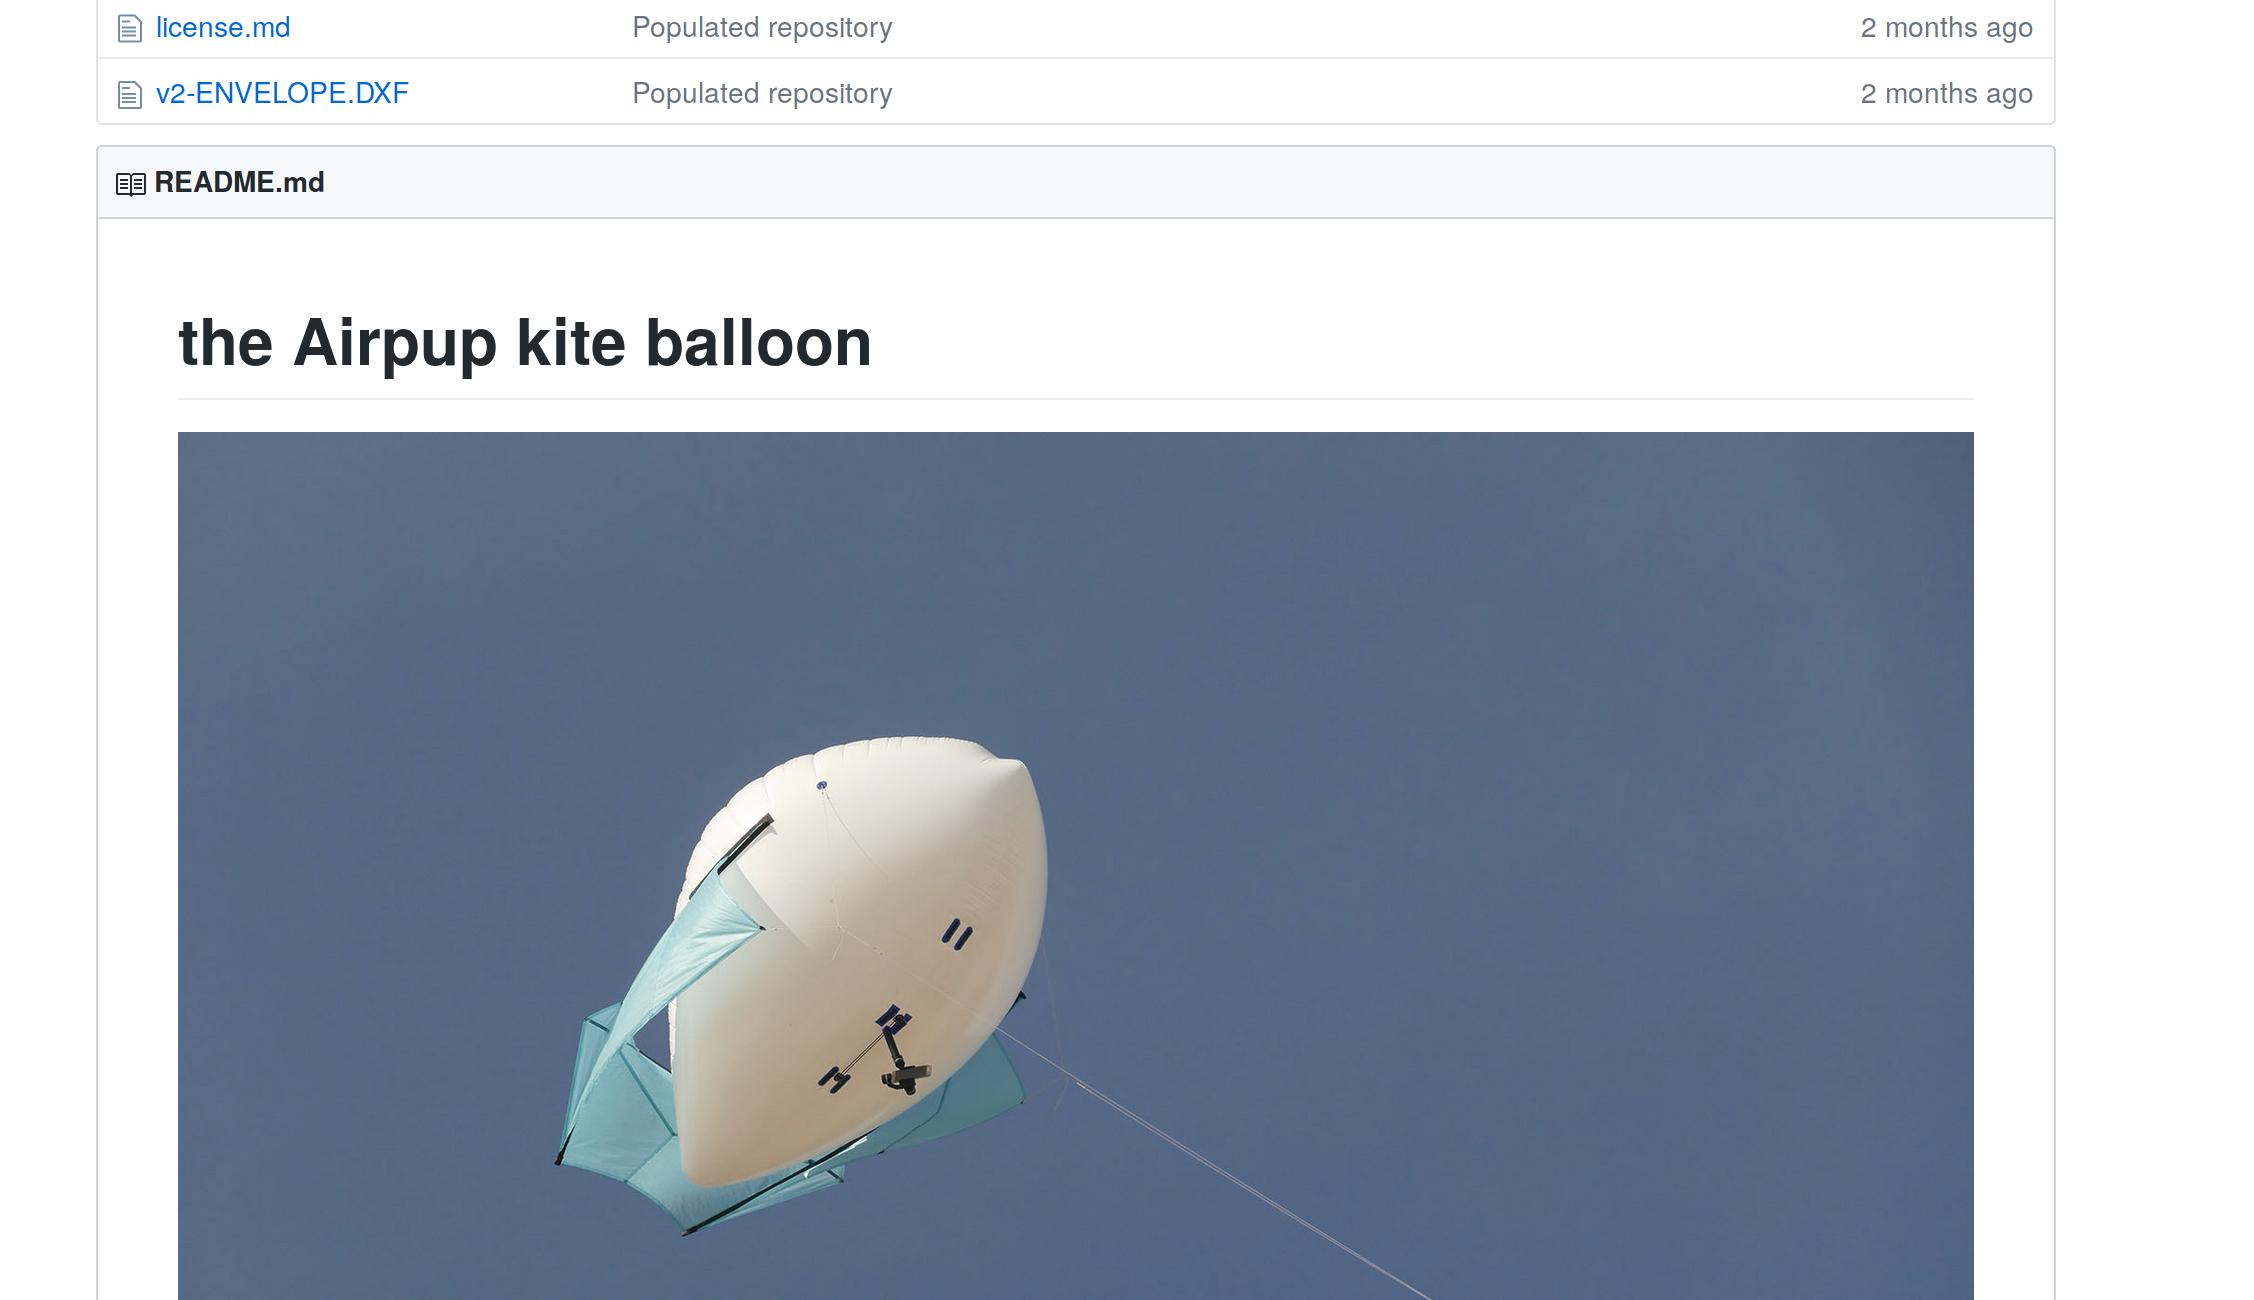 license.md Populated repository 2 months ago
v2-ENVELOPE.DXF Populated repository 2 months ago
README.md
the Airpup kite balloon